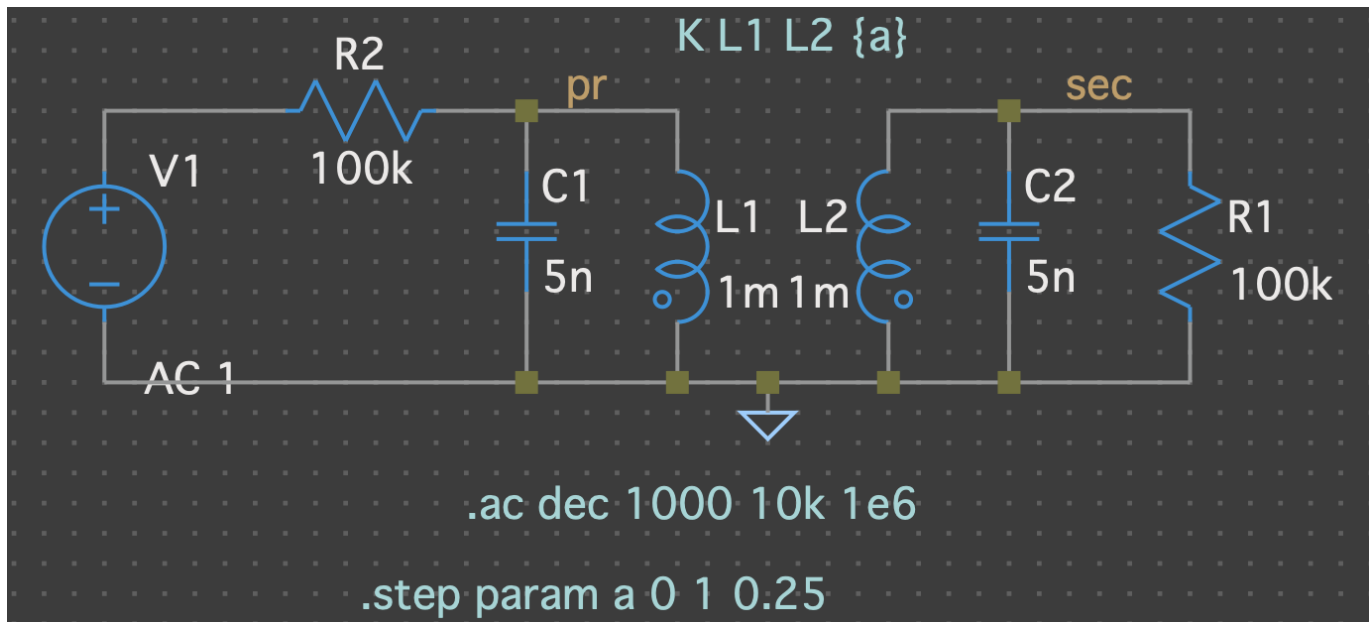 K L1 L2 {a}
R2
pr
sec
V1
100k
C1
C2
L1
L2
R1
5n
1m
1m
5n
100k
AC 1
.ac dec 1000 10k 1e6
.step param a 0 1 0.25